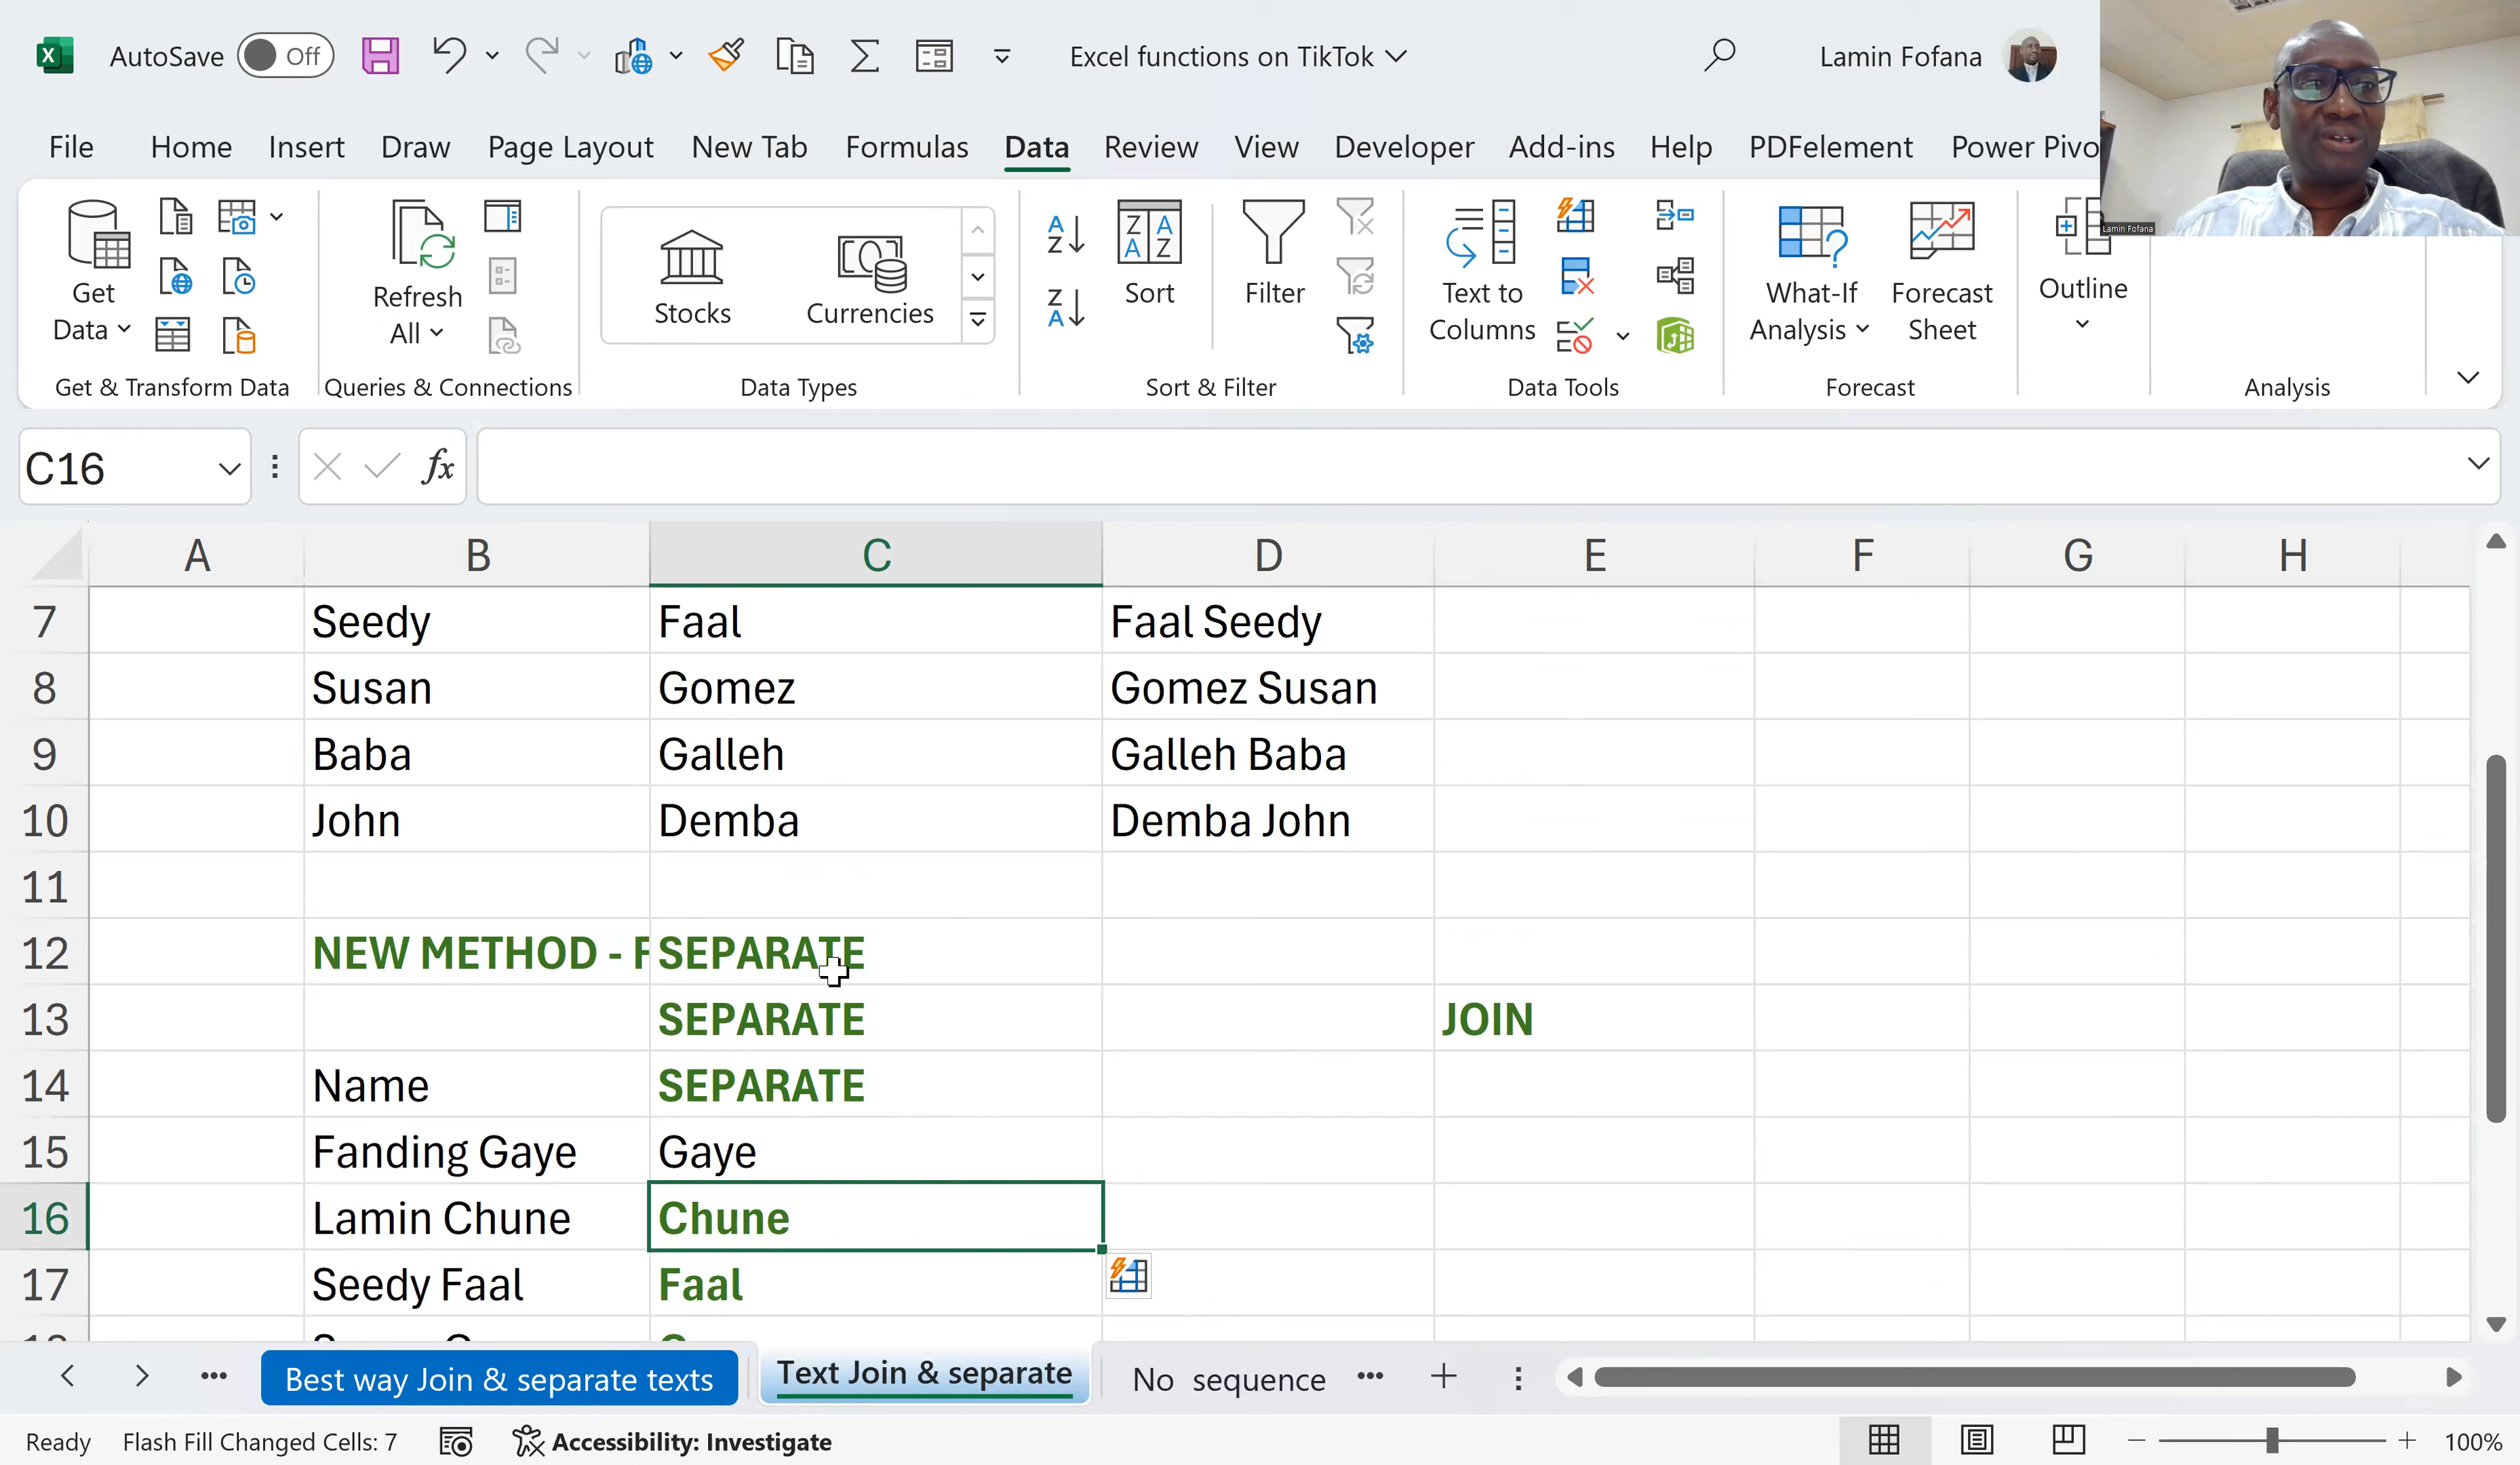 AutoSave Off Excel functions on TikTok Lamin Fofana
File Home Insert Draw Page Layout New Tab Formulas Data Review View Developer Add-ins Help PDFelement Power Pivo
Get Data
Refresh All
Stocks
Currencies
Sort
Filter
Text to Columns
What-If Analysis
Forecast Sheet
Outline
Lamin Fofana
Get & Transform Data Queries & Connections Data Types Sort & Filter Data Tools Forecast Analysis
C16 fx
A B C D E F G H
7 Seedy Faal Faal Seedy
8 Susan Gomez Gomez Susan
9 Baba Galleh Galleh Baba
10 John Demba Demba John
11
12 NEW METHOD - F SEPARATE
13 SEPARATE JOIN
14 Name SEPARATE
15 Fanding Gaye Gaye
16 Lamin Chune Chune
17 Seedy Faal Faal
Best way Join & separate texts Text Join & separate No sequence
Ready Flash Fill Changed Cells: 7 Accessibility: Investigate 100%